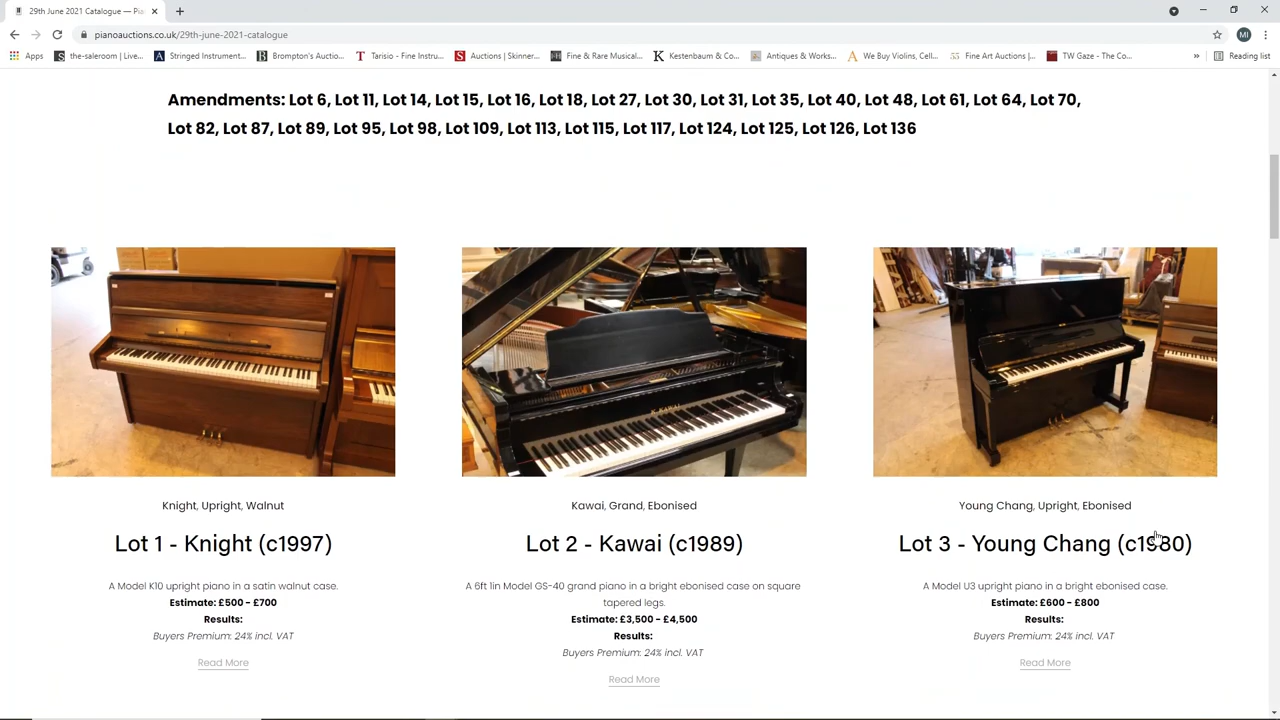 29th June 2021 Catalogue — Pia
pianoauctions.co.uk/29th-june-2021-catalogue
MI
Apps
the-saleroom | Live...
Stringed Instrument...
Brompton's Auctio...
Tarisio - Fine Instru...
Auctions | Skinner...
Fine & Rare Musical...
Kestenbaum & Co...
Antiques & Works...
We Buy Violins, Cell...
Fine Art Auctions |...
TW Gaze - The Co...
Reading list
Amendments: Lot 6, Lot 11, Lot 14, Lot 15, Lot 16, Lot 18, Lot 27, Lot 30, Lot 31, Lot 35, Lot 40, Lot 48, Lot 61, Lot 64, Lot 70,
Lot 82, Lot 87, Lot 89, Lot 95, Lot 98, Lot 109, Lot 113, Lot 115, Lot 117, Lot 124, Lot 125, Lot 126, Lot 136
KAWAI
Knight, Upright, Walnut
Lot 1 - Knight (c1997)
A Model K10 upright piano in a satin walnut case.
Estimate: £500 - £700
Results:
Buyers Premium: 24% incl. VAT
Read More
Kawai, Grand, Ebonised
Lot 2 - Kawai (c1989)
A 6ft 1in Model GS-40 grand piano in a bright ebonised case on square
tapered legs.
Estimate: £3,500 - £4,500
Results:
Buyers Premium: 24% incl. VAT
Read More
Young Chang, Upright, Ebonised
Lot 3 - Young Chang (c1980)
A Model U3 upright piano in a bright ebonised case.
Estimate: £600 - £800
Results:
Buyers Premium: 24% incl. VAT
Read More